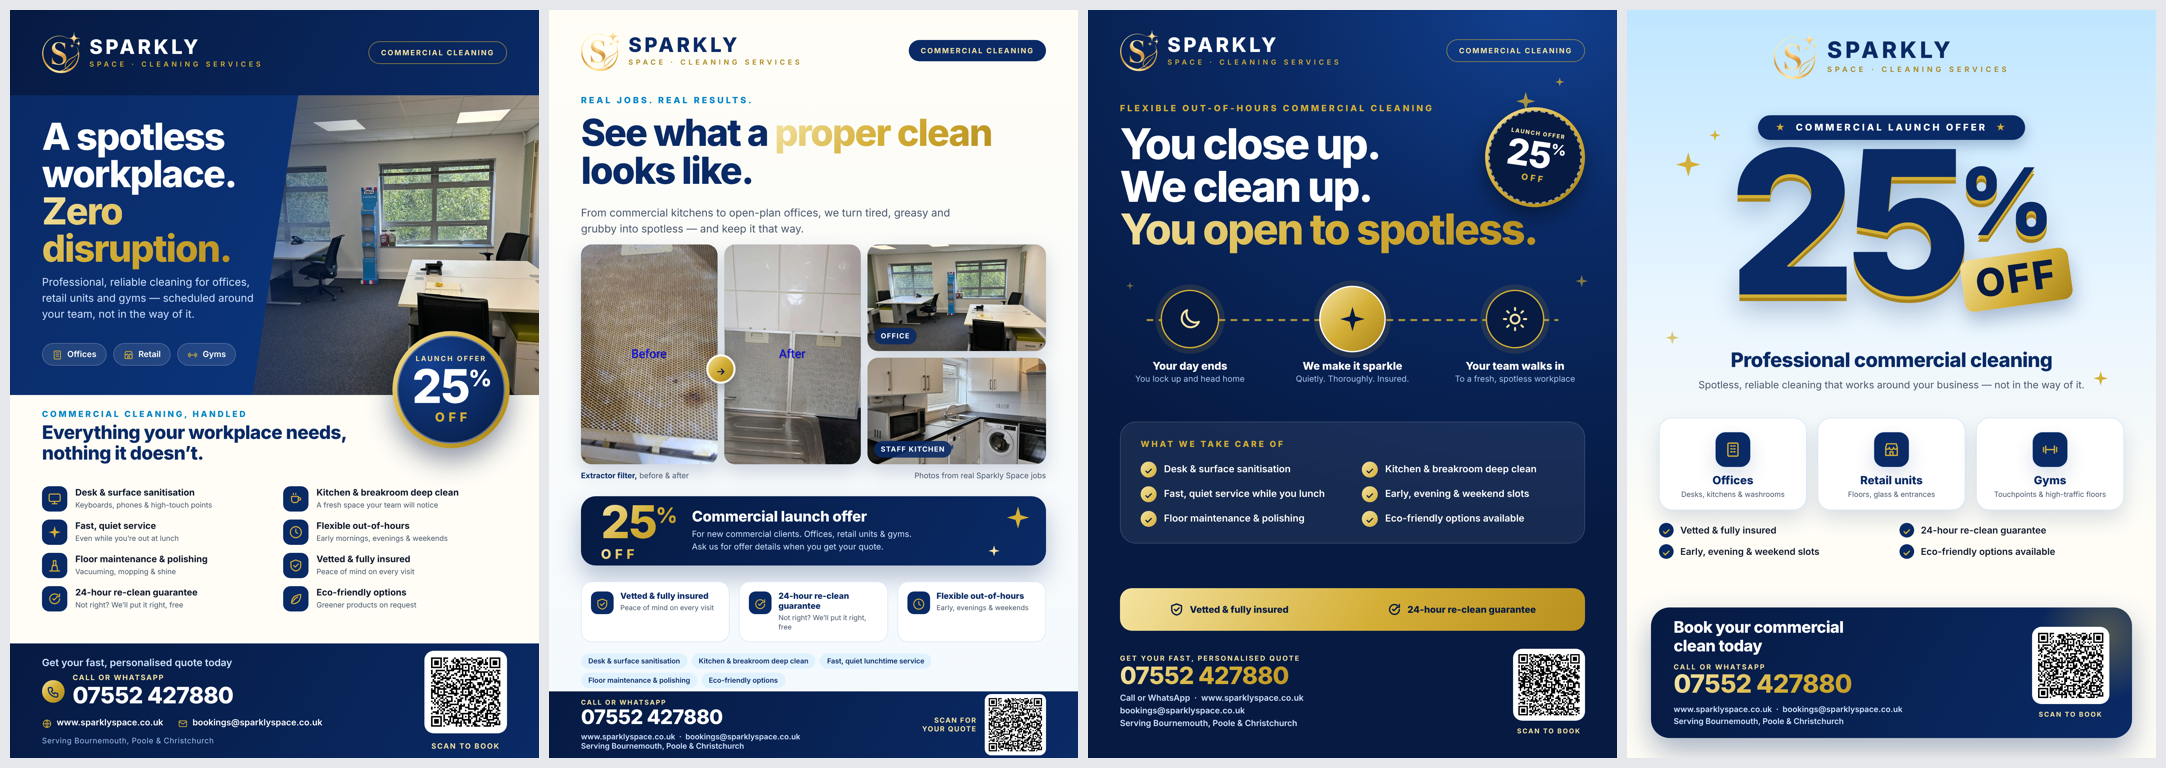 SPARKLY
SPACE · CLEANING SERVICES
COMMERCIAL CLEANING
A spotless
workplace.
Zero
disruption.
Professional, reliable cleaning for offices,
retail units and gyms — scheduled around
your team, not in the way of it.
Offices
Retail
Gyms
LAUNCH OFFER
25%
OFF
COMMERCIAL CLEANING, HANDLED
Everything your workplace needs,
nothing it doesn't.
Desk & surface sanitisation
Keyboards, phones & high-touch points
Kitchen & breakroom deep clean
A fresh space your team will notice
Fast, quiet service
Even while you're out at lunch
Flexible out-of-hours
Early mornings, evenings & weekends
Floor maintenance & polishing
Vacuuming, mopping & shine
Vetted & fully insured
Peace of mind on every visit
24-hour re-clean guarantee
Not right? We'll put it right, free
Eco-friendly options
Greener products on request
Get your fast, personalised quote today
CALL OR WHATSAPP
07552 427880
www.sparklyspace.co.uk
bookings@sparklyspace.co.uk
Serving Bournemouth, Poole & Christchurch
SCAN TO BOOK
SPARKLY
SPACE · CLEANING SERVICES
COMMERCIAL CLEANING
REAL JOBS. REAL RESULTS.
See what a proper clean
looks like.
From commercial kitchens to open-plan offices, we turn tired, greasy and
grubby into spotless — and keep it that way.
Before
After
OFFICE
STAFF KITCHEN
Extractor filter, before & after
Photos from real Sparkly Space jobs
25%
OFF
Commercial launch offer
For new commercial clients. Offices, retail units & gyms.
Ask us for offer details when you get your quote.
Vetted & fully insured
Peace of mind on every visit
24-hour re-clean
guarantee
Not right? We'll put it right,
free
Flexible out-of-hours
Early, evenings & weekends
Desk & surface sanitisation
Kitchen & breakroom deep clean
Fast, quiet lunchtime service
Floor maintenance & polishing
Eco-friendly options
CALL OR WHATSAPP
07552 427880
www.sparklyspace.co.uk · bookings@sparklyspace.co.uk
Serving Bournemouth, Poole & Christchurch
SCAN FOR
YOUR QUOTE
SPARKLY
SPACE · CLEANING SERVICES
COMMERCIAL CLEANING
FLEXIBLE OUT-OF-HOURS COMMERCIAL CLEANING
You close up.
We clean up.
You open to spotless.
LAUNCH OFFER
25%
OFF
Your day ends
You lock up and head home
We make it sparkle
Quietly. Thoroughly. Insured.
Your team walks in
To a fresh, spotless workplace
WHAT WE TAKE CARE OF
Desk & surface sanitisation
Kitchen & breakroom deep clean
Fast, quiet service while you lunch
Early, evening & weekend slots
Floor maintenance & polishing
Eco-friendly options available
Vetted & fully insured
24-hour re-clean guarantee
GET YOUR FAST, PERSONALISED QUOTE
07552 427880
Call or WhatsApp · www.sparklyspace.co.uk
bookings@sparklyspace.co.uk
Serving Bournemouth, Poole & Christchurch
SCAN TO BOOK
SPARKLY
SPACE · CLEANING SERVICES
COMMERCIAL LAUNCH OFFER
25%
OFF
Professional commercial cleaning
Spotless, reliable cleaning that works around your business — not in the way of it.
Offices
Desks, kitchens & washrooms
Retail units
Floors, glass & entrances
Gyms
Touchpoints & high-traffic floors
Vetted & fully insured
24-hour re-clean guarantee
Early, evening & weekend slots
Eco-friendly options available
Book your commercial
clean today
CALL OR WHATSAPP
07552 427880
www.sparklyspace.co.uk · bookings@sparklyspace.co.uk
Serving Bournemouth, Poole & Christchurch
SCAN TO BOOK